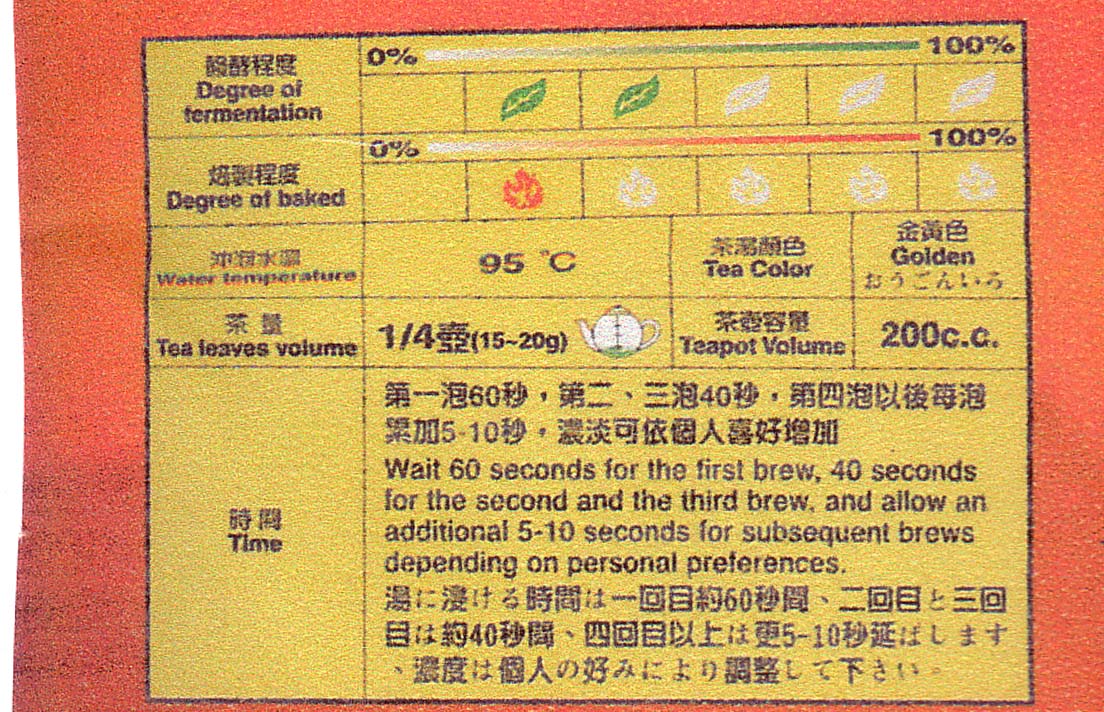 醱酵程度
Degree of
fermentation
0%
100%
焙製程度
Degree of baked
0%
100%
沖泡水溫
Water temperature
95 ℃
茶湯顏色
Tea Color
金黃色
Golden
おうごんいろ
茶 量
Tea leaves volume
1/4壺(15~20g)
茶壺容量
Teapot Volume
200c.c.
時 間
Time
第一泡60秒，第二、三泡40秒，第四泡以後每泡
累加5-10秒，濃淡可依個人喜好增加
Wait 60 seconds for the first brew, 40 seconds
for the second and the third brew, and allow an
additional 5-10 seconds for subsequent brews
depending on personal preferences.
湯に浸ける時間は一回目約60秒間、二回目と三回
目は約40秒間、四回目以上は更5-10秒延ばします
、濃度は個人の好みにより調整して下さい。